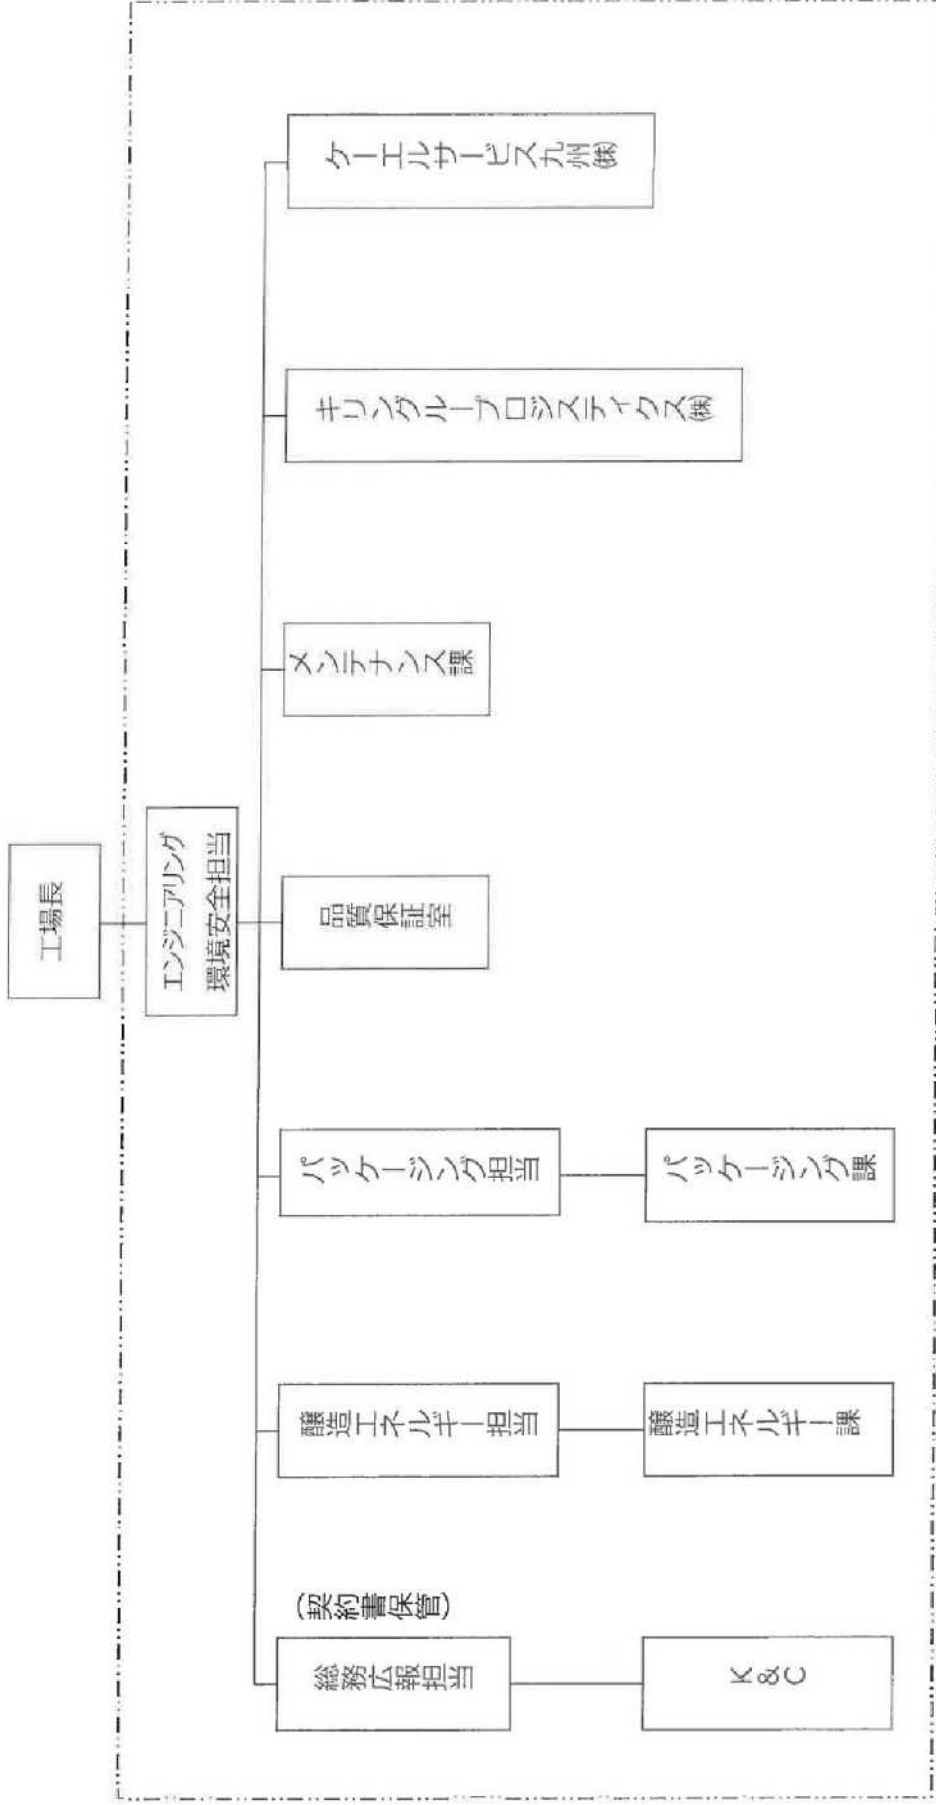 工場長
エンジニアリング
環境安全担当
総務広報担当
(契約書保管)
醸造エネルギー担当
パッケージング担当
品質保証室
メンテナンス課
キリングループロジスティクス㈱
ケーエルサービス九州㈱
K&C
醸造エネルギー課
パッケージング課